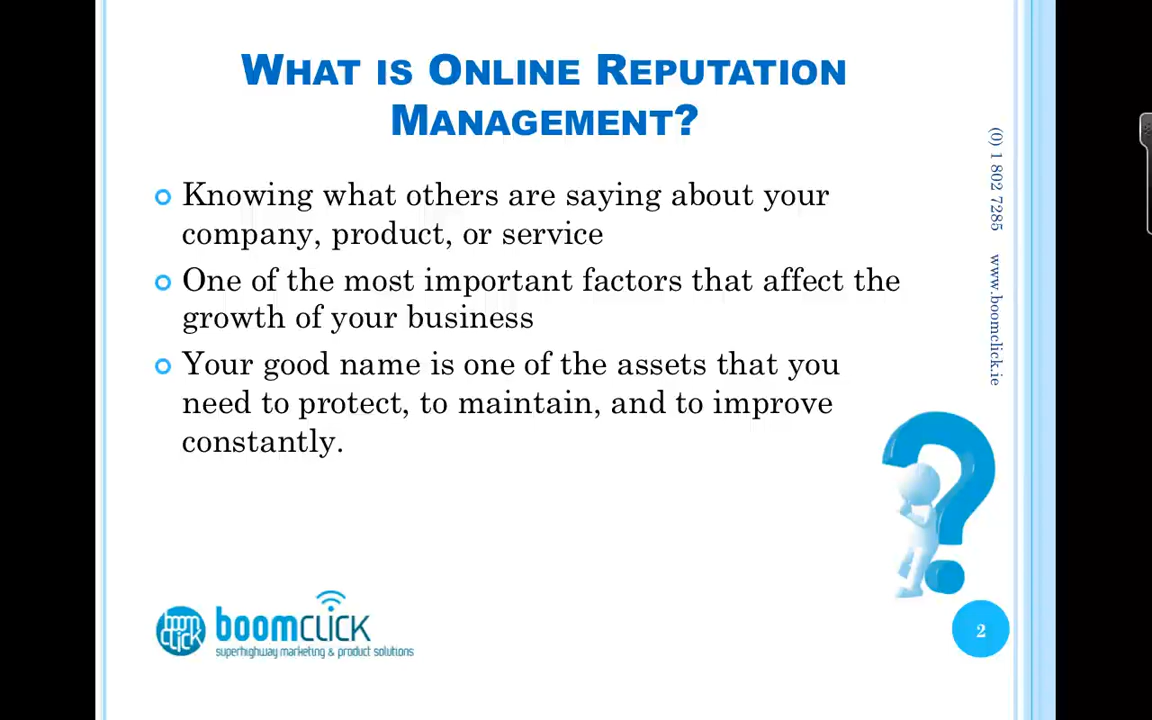 WHAT IS ONLINE REPUTATION
MANAGEMENT?
Knowing what others are saying about your
company, product, or service
One of the most important factors that affect the
growth of your business
Your good name is one of the assets that you
need to protect, to maintain, and to improve
constantly.
(0) 1 802 7285 www.boomclick.ie
boom
click
boomclick
superhighway marketing & product solutions
2